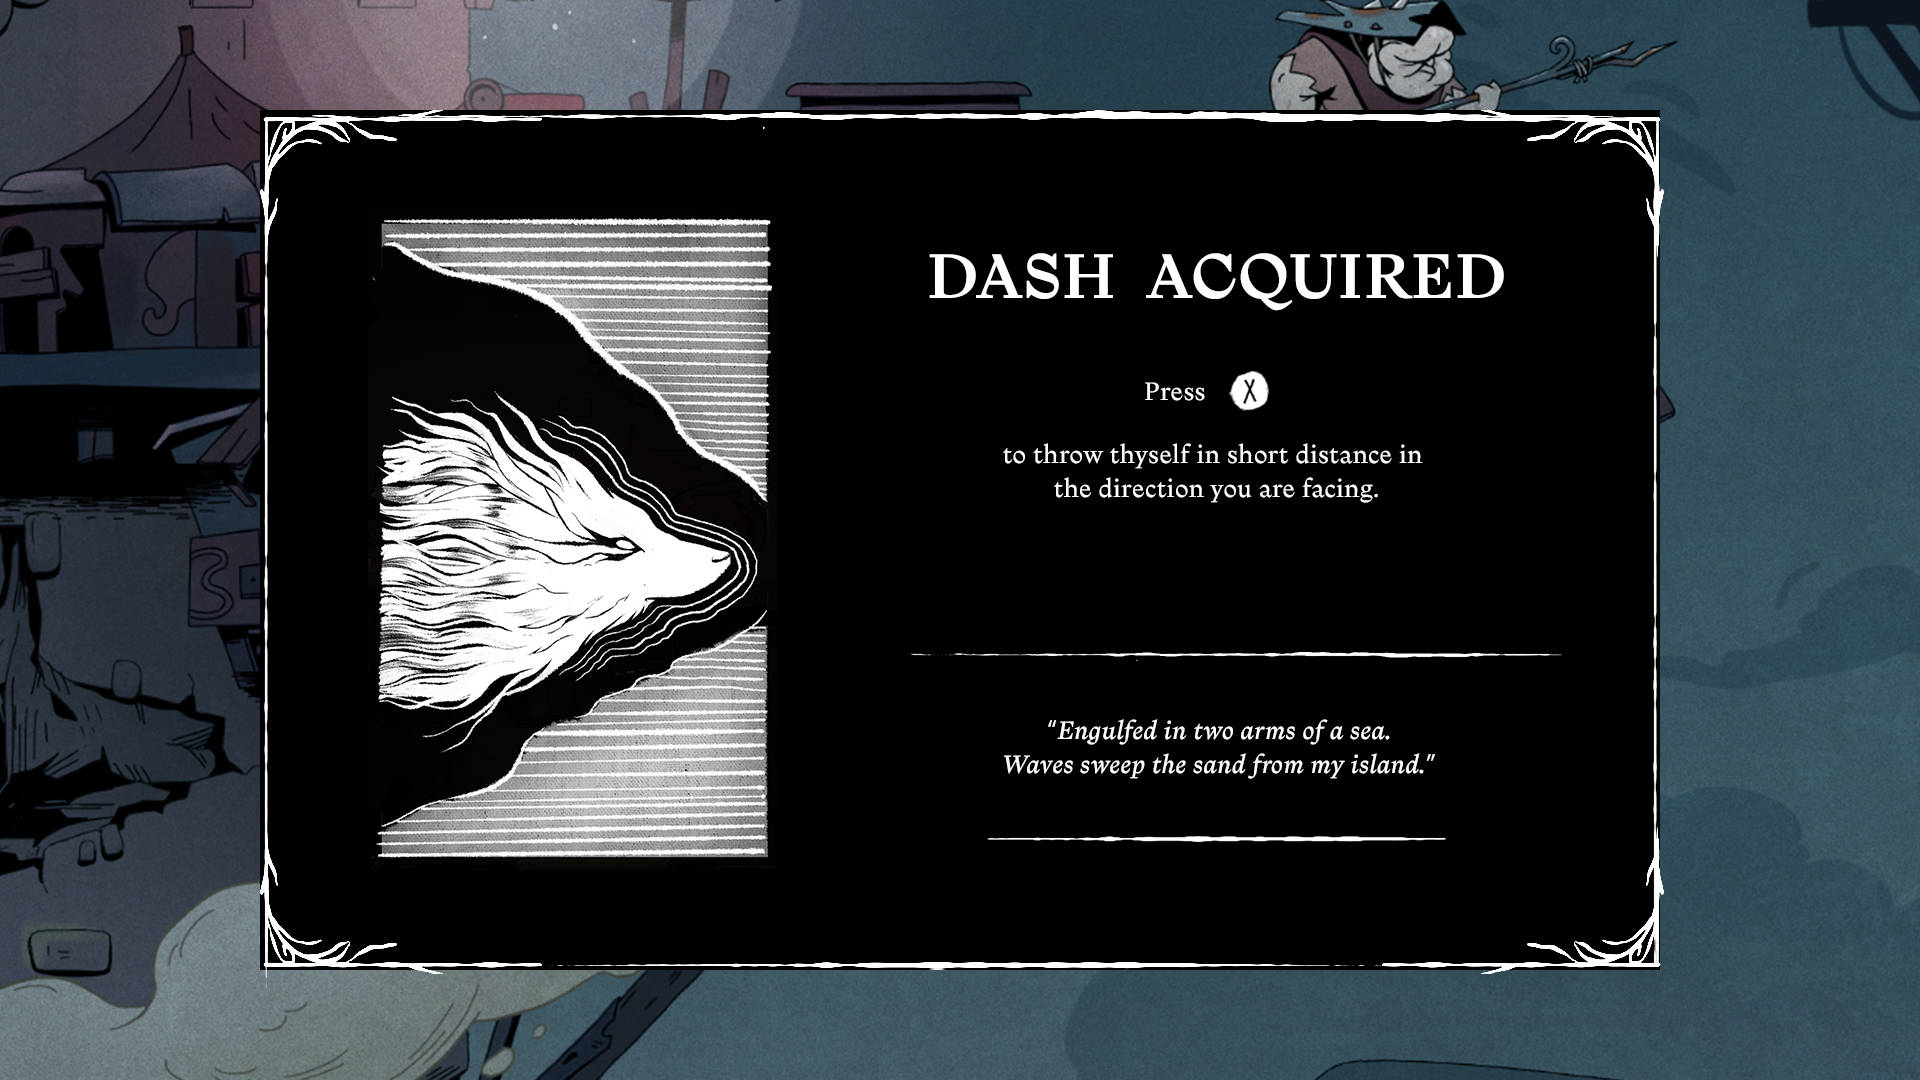 DASH ACQUIRED
Press X
to throw thyself in short distance in
the direction you are facing.
"Engulfed in two arms of a sea.
Waves sweep the sand from my island."